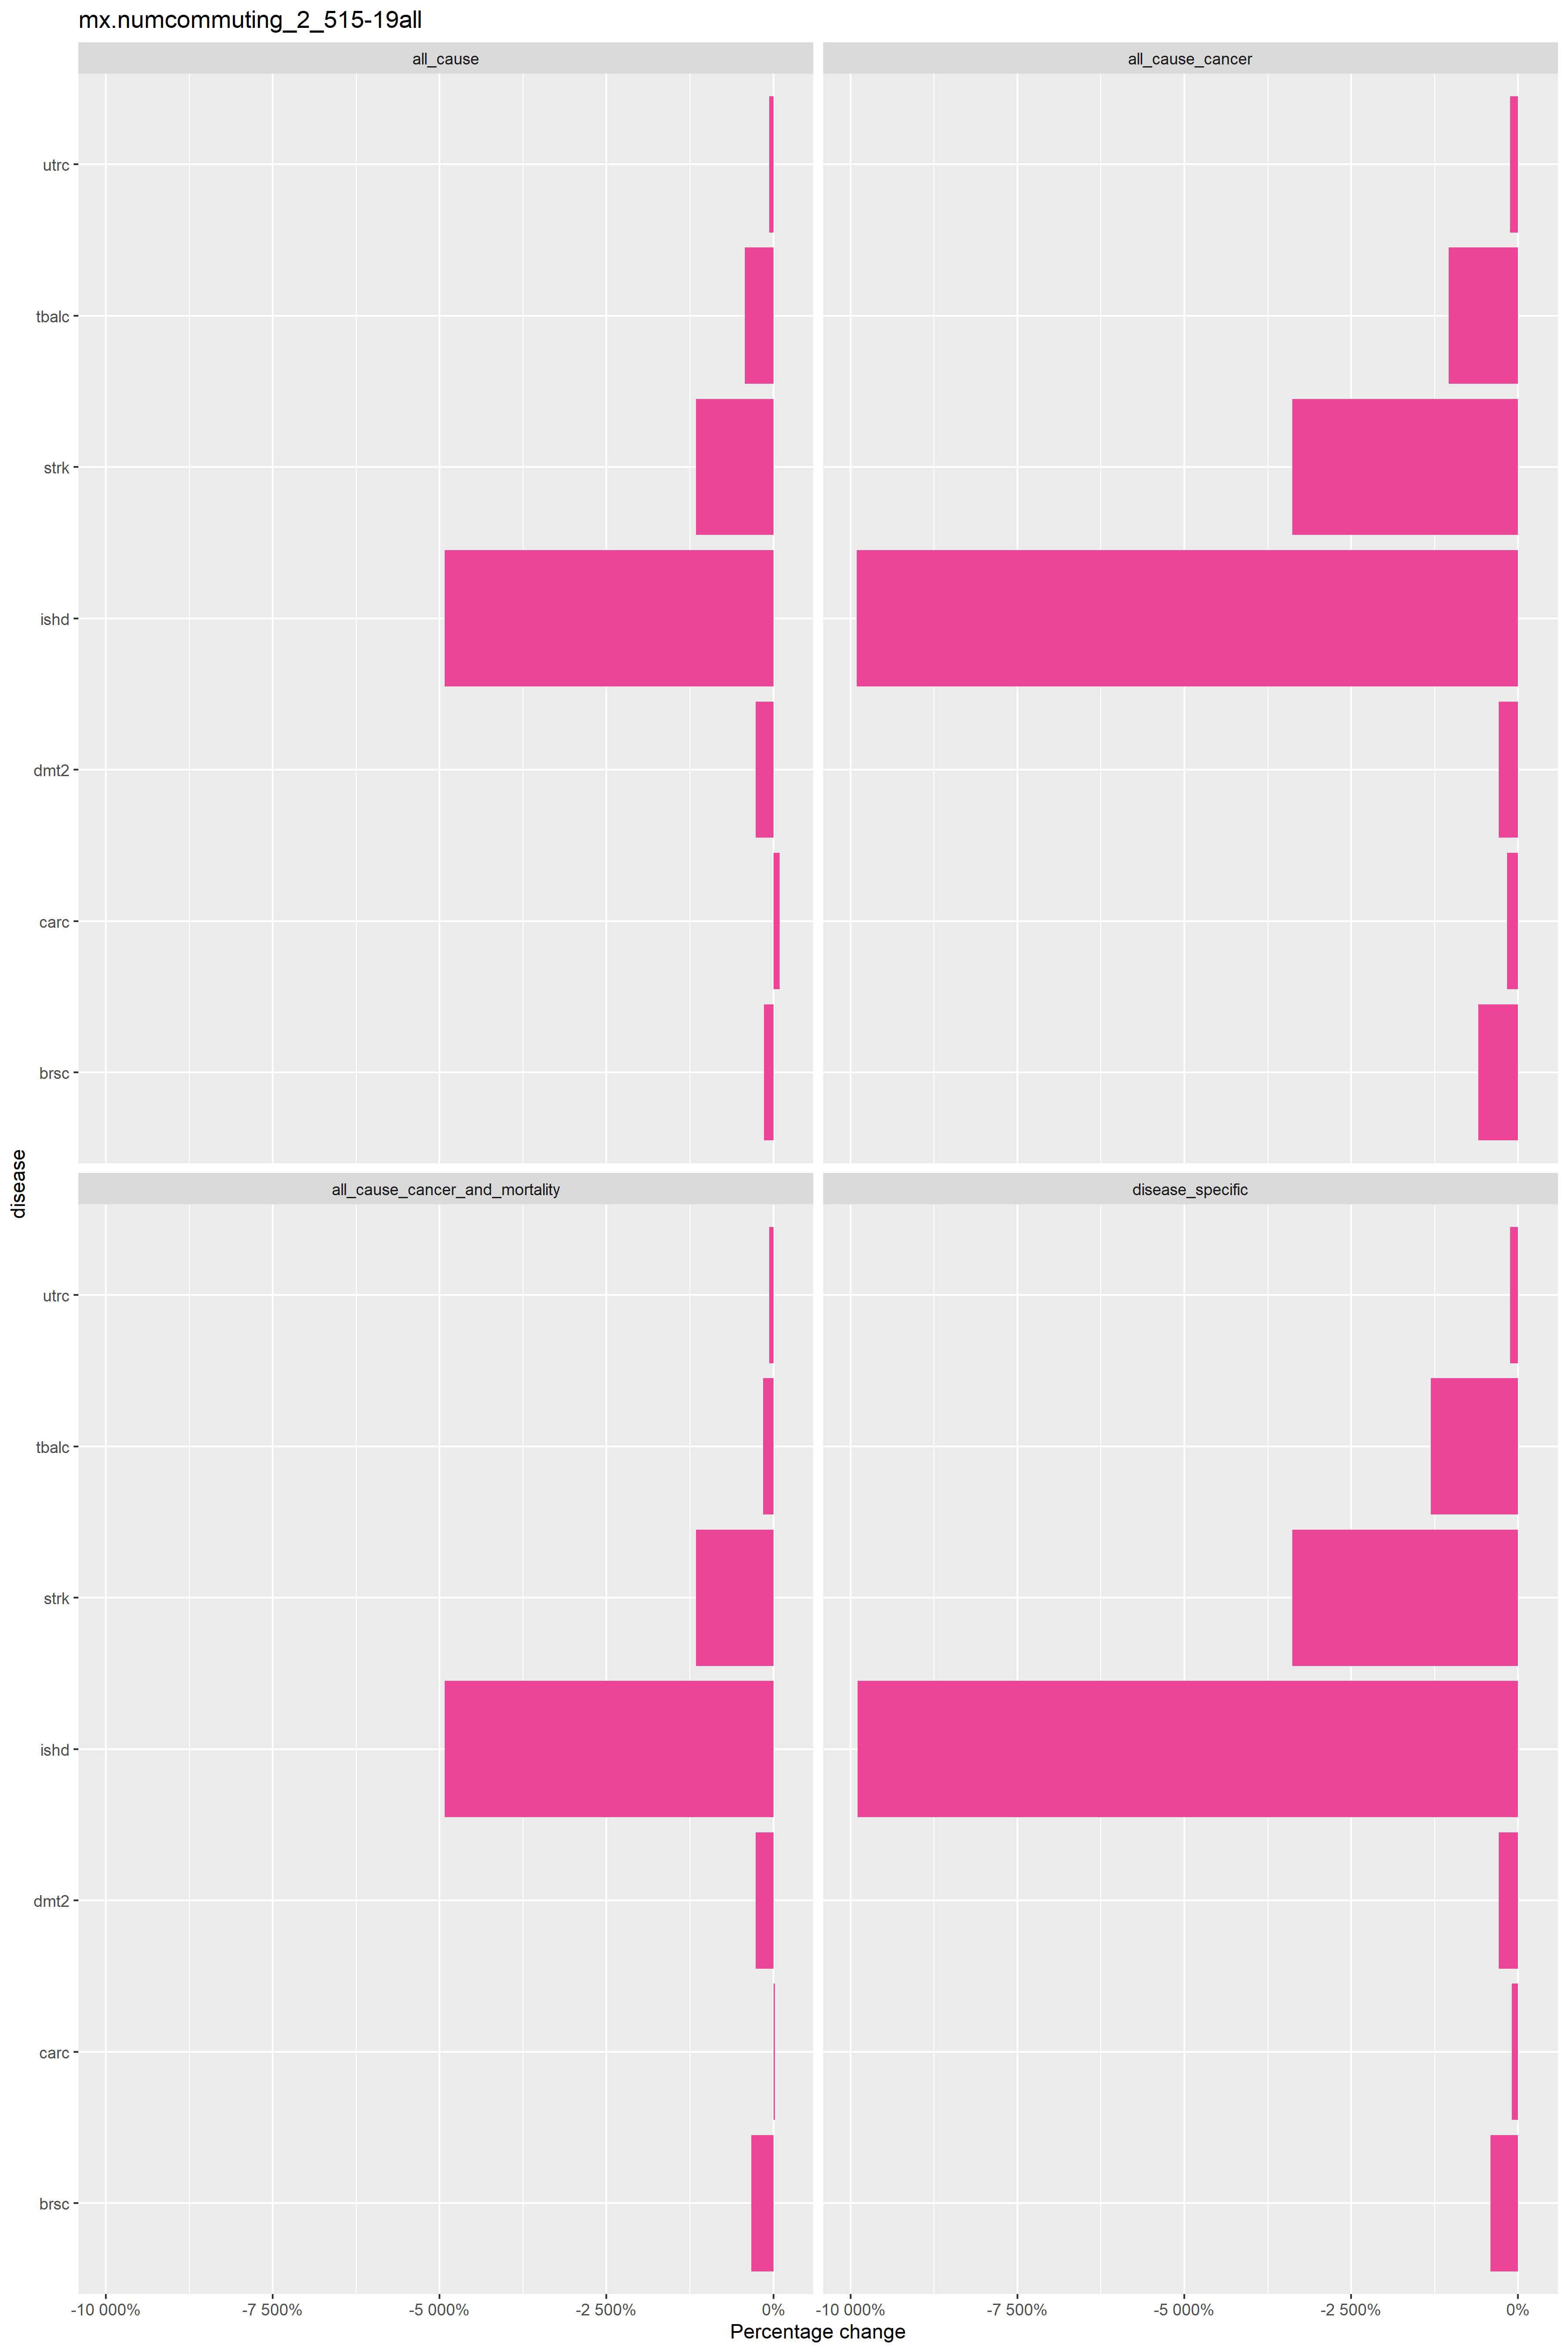 mx.numcommuting_2_515-19all
all_cause
all_cause_cancer
utrc
tbalc
strk
ishd
dmt2
carc
brsc
disease
all_cause_cancer_and_mortality
disease_specific
utrc
tbalc
strk
ishd
dmt2
carc
brsc
-10 000%
-7 500%
-5 000%
-2 500%
0%
-10 000%
-7 500%
-5 000%
-2 500%
0%
Percentage change